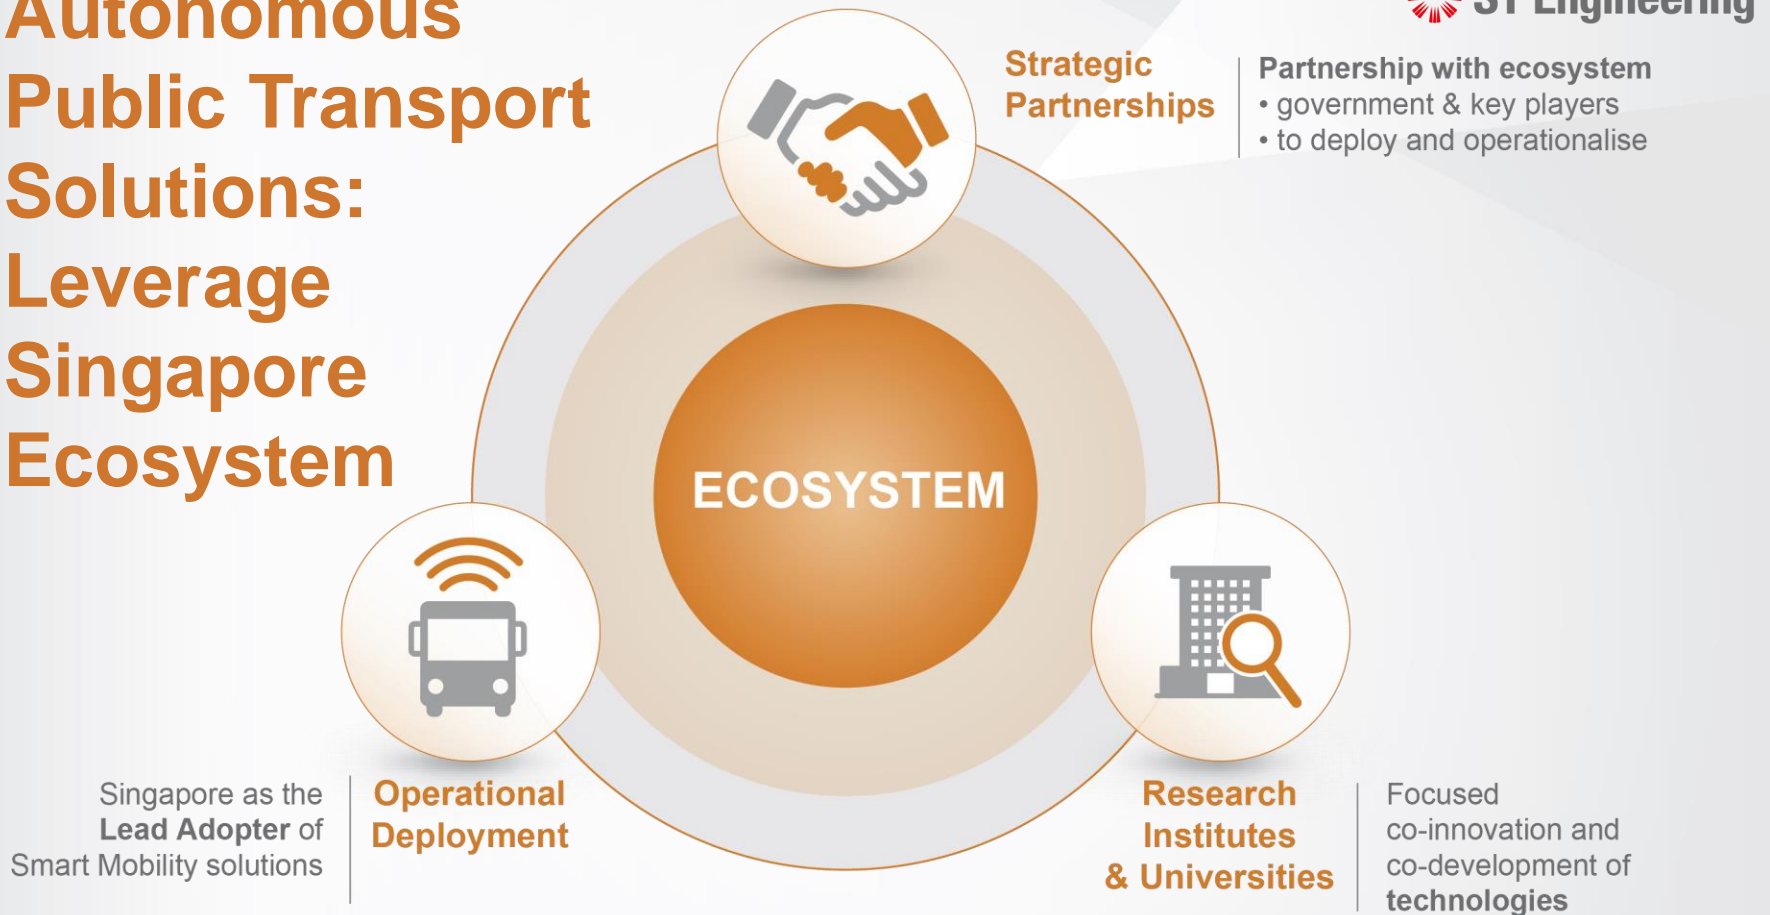 Autonomous
Public Transport
Solutions:
Leverage
Singapore
Ecosystem
ST Engineering
Strategic
Partnerships
Partnership with ecosystem
• government & key players
• to deploy and operationalise
ECOSYSTEM
Singapore as the
Lead Adopter of
Smart Mobility solutions
Operational
Deployment
Research
Institutes
& Universities
Focused
co-innovation and
co-development of
technologies